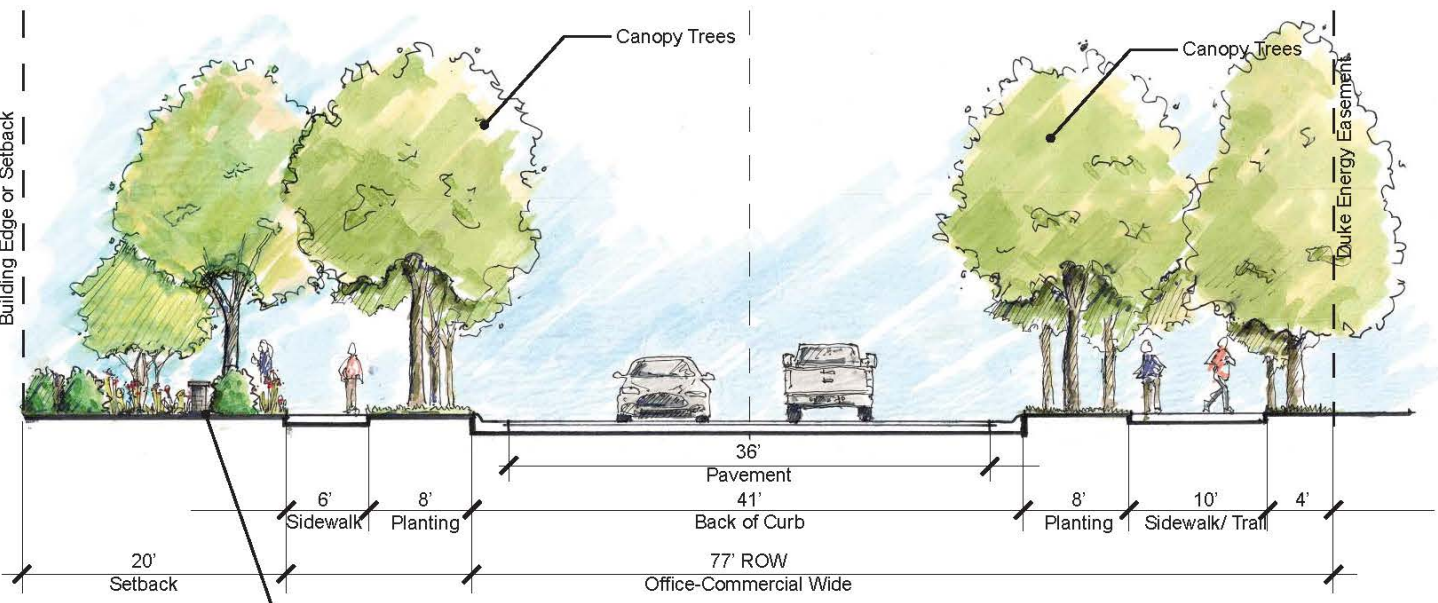 Canopy Trees
Canopy Trees
Building Edge or Setback
Duke Energy Easement
36'
Pavement
6'
Sidewalk
8'
Planting
41'
Back of Curb
8'
Planting
10'
Sidewalk/ Trail
4'
20'
Setback
77' ROW
Office-Commercial Wide